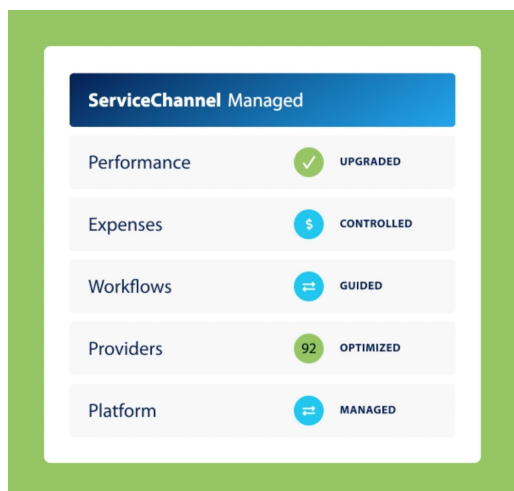 ServiceChannel Managed
Performance UPGRADED
Expenses $ CONTROLLED
Workflows GUIDED
Providers 92 OPTIMIZED
Platform MANAGED